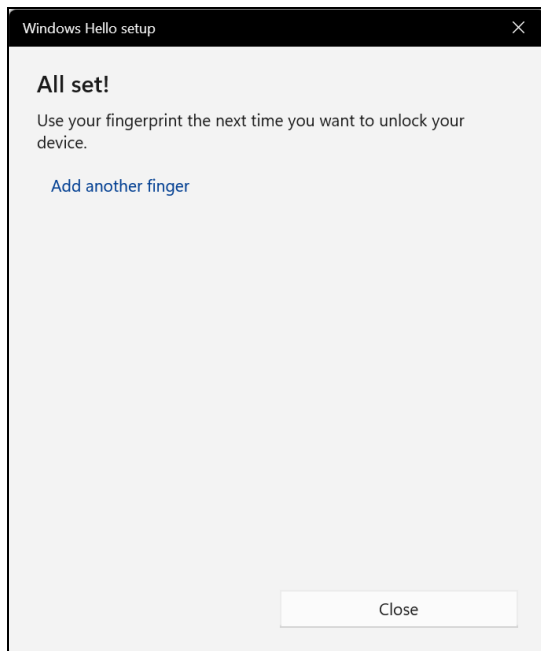 Windows Hello setup
All set!
Use your fingerprint the next time you want to unlock your
device.
Add another finger
Close